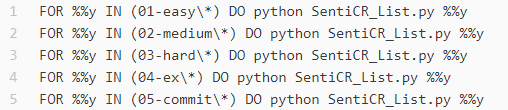 1 FOR %%y IN (01-easy\*) DO python SentiCR_List.py %%y
2 FOR %%y IN (02-medium\*) DO python SentiCR_List.py %%y
3 FOR %%y IN (03-hard\*) DO python SentiCR_List.py %%y
4 FOR %%y IN (04-ex\*) DO python SentiCR_List.py %%y
5 FOR %%y IN (05-commit\*) DO python SentiCR_List.py %%y